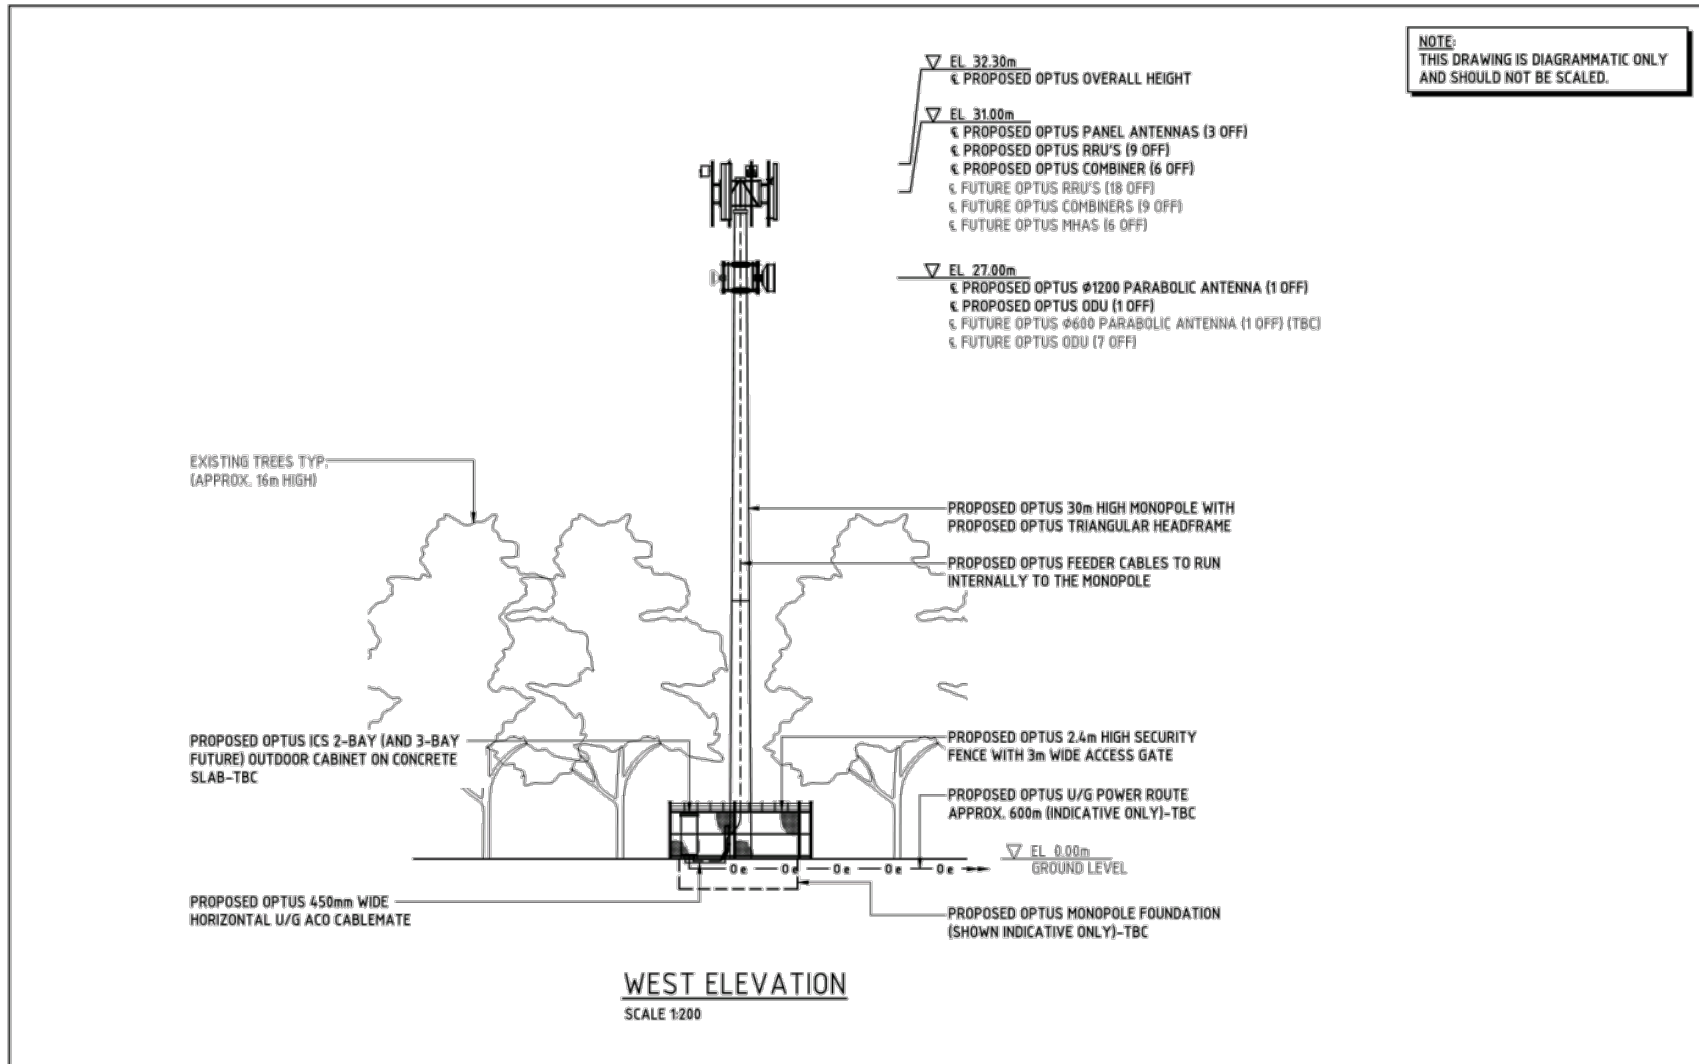 NOTE:
THIS DRAWING IS DIAGRAMMATIC ONLY
AND SHOULD NOT BE SCALED.
EL 32.30m
℄ PROPOSED OPTUS OVERALL HEIGHT
EL 31.00m
℄ PROPOSED OPTUS PANEL ANTENNAS (3 OFF)
℄ PROPOSED OPTUS RRU'S (9 OFF)
℄ PROPOSED OPTUS COMBINER (6 OFF)
℄ FUTURE OPTUS RRU'S (18 OFF)
℄ FUTURE OPTUS COMBINERS (9 OFF)
℄ FUTURE OPTUS MHAS (6 OFF)
EL 27.00m
℄ PROPOSED OPTUS Ø1200 PARABOLIC ANTENNA (1 OFF)
℄ PROPOSED OPTUS ODU (1 OFF)
℄ FUTURE OPTUS Ø600 PARABOLIC ANTENNA (1 OFF) (TBC)
℄ FUTURE OPTUS ODU (7 OFF)
EXISTING TREES TYP.
(APPROX. 16m HIGH)
PROPOSED OPTUS 30m HIGH MONOPOLE WITH
PROPOSED OPTUS TRIANGULAR HEADFRAME
PROPOSED OPTUS FEEDER CABLES TO RUN
INTERNALLY TO THE MONOPOLE
PROPOSED OPTUS ICS 2-BAY (AND 3-BAY
FUTURE) OUTDOOR CABINET ON CONCRETE
SLAB-TBC
PROPOSED OPTUS 2.4m HIGH SECURITY
FENCE WITH 3m WIDE ACCESS GATE
PROPOSED OPTUS U/G POWER ROUTE
APPROX. 600m (INDICATIVE ONLY)-TBC
EL 0.00m
GROUND LEVEL
Oe Oe Oe Oe Oe
PROPOSED OPTUS 450mm WIDE
HORIZONTAL U/G ACO CABLEMATE
PROPOSED OPTUS MONOPOLE FOUNDATION
(SHOWN INDICATIVE ONLY)-TBC
WEST ELEVATION
SCALE 1:200